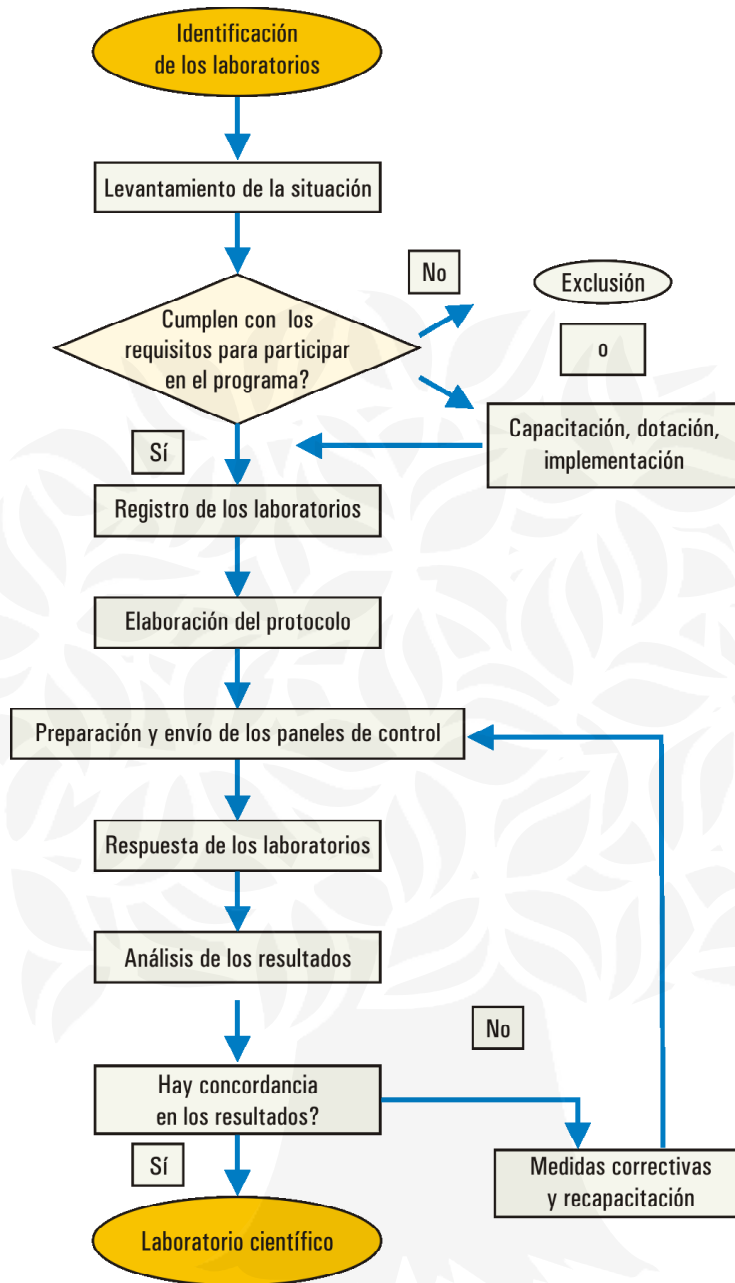 Identificación
de los laboratorios
Levantamiento de la situación
No
Exclusión
Cumplen con los
requisitos para participar
en el programa?
o
Capacitación, dotación,
implementación
Sí
Registro de los laboratorios
Elaboración del protocolo
Preparación y envío de los paneles de control
Respuesta de los laboratorios
Análisis de los resultados
No
Hay concordancia
en los resultados?
Sí
Medidas correctivas
y recapacitación
Laboratorio científico